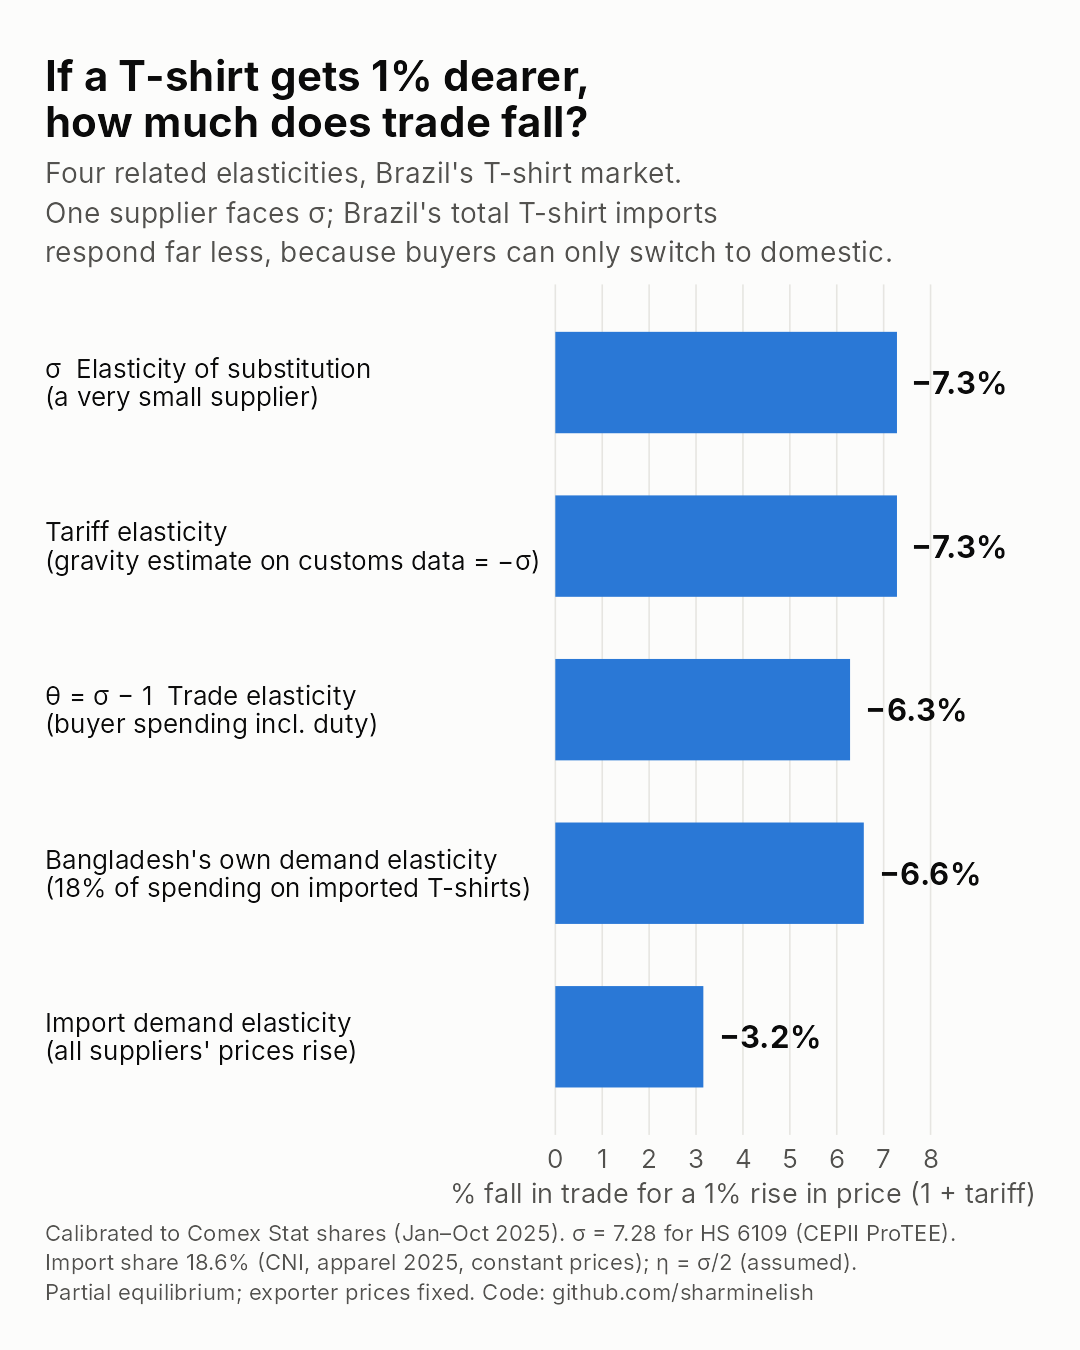 If a T-shirt gets 1% dearer,
how much does trade fall?
Four related elasticities, Brazil's T-shirt market.
One supplier faces σ; Brazil's total T-shirt imports
respond far less, because buyers can only switch to domestic.
σ  Elasticity of substitution
(a very small supplier)
−7.3%
Tariff elasticity
(gravity estimate on customs data = −σ)
−7.3%
θ = σ − 1  Trade elasticity
(buyer spending incl. duty)
−6.3%
Bangladesh's own demand elasticity
(18% of spending on imported T-shirts)
−6.6%
Import demand elasticity
(all suppliers' prices rise)
−3.2%
0 1 2 3 4 5 6 7 8
% fall in trade for a 1% rise in price (1 + tariff)
Calibrated to Comex Stat shares (Jan–Oct 2025). σ = 7.28 for HS 6109 (CEPII ProTEE).
Import share 18.6% (CNI, apparel 2025, constant prices); η = σ/2 (assumed).
Partial equilibrium; exporter prices fixed. Code: github.com/sharminelish